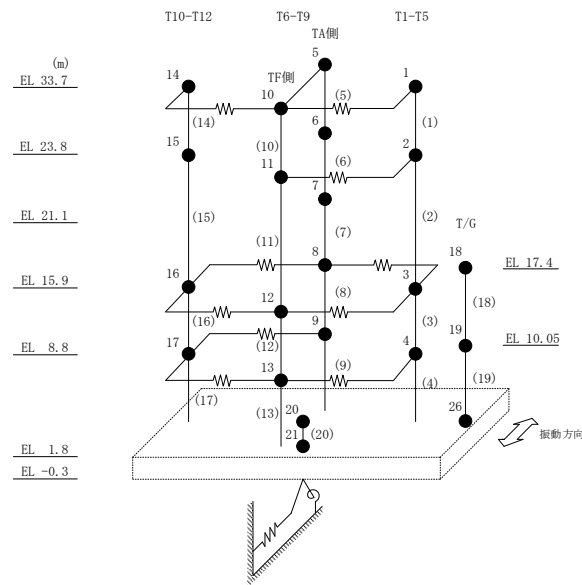 T10-T12 T6-T9 T1-T5
TA側
(m) 5
EL 33.7 14 TF側 1
10 (5)
(14) (10) 6 (1)
EL 23.8 15 2
11 (6)
7
EL 21.1 (15) (7) (2) T/G
(11) 8 18 EL 17.4
EL 15.9 16 3
12 (8) (18)
(16) 9 (3) 19
EL 8.8 17 (12) 4 EL 10.05
13 (9)
(17) (4) (19)
(13) 20 26
21 (20) 振動方向
EL 1.8
EL -0.3